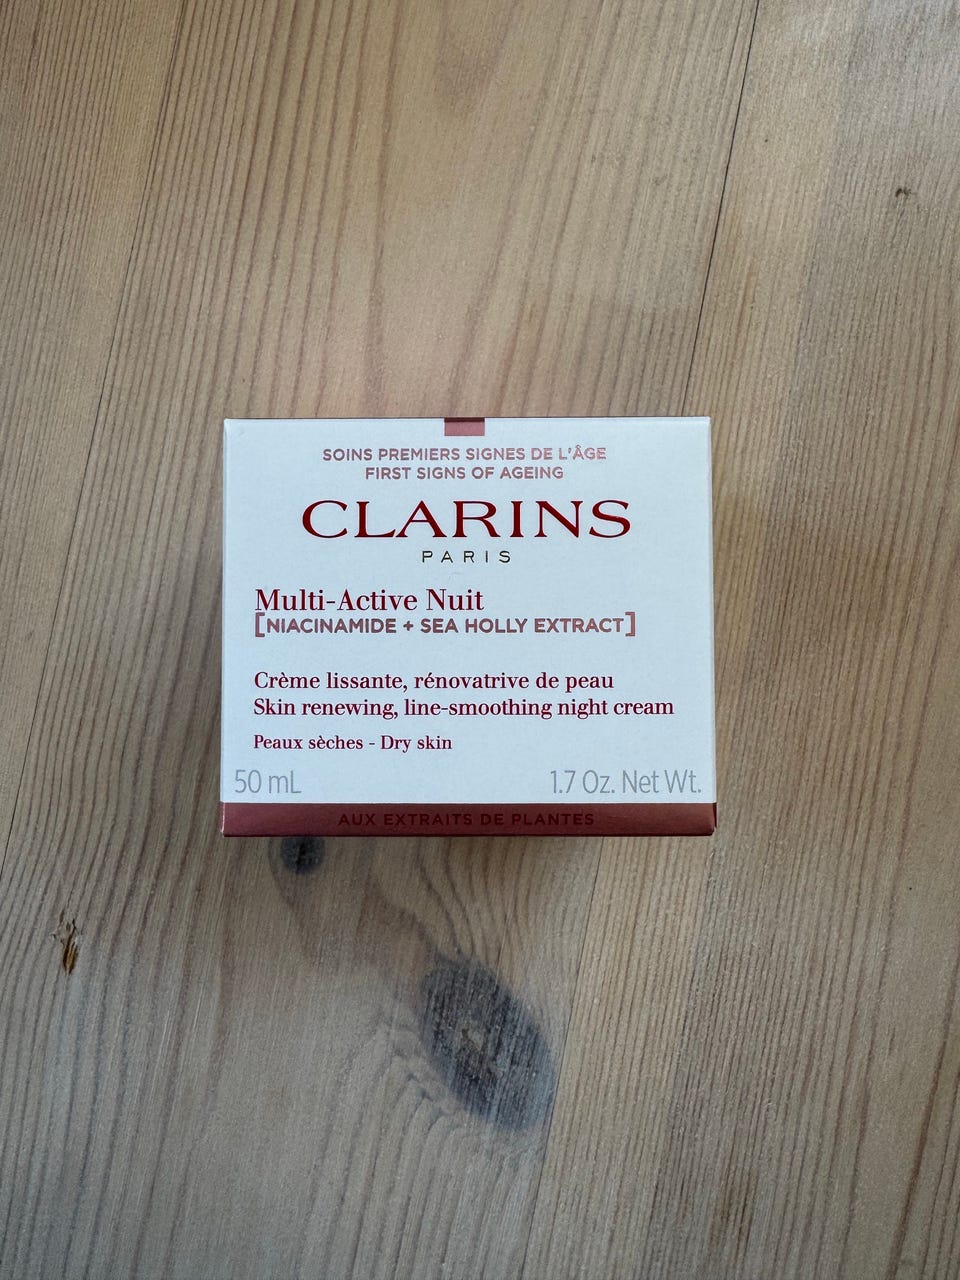 SOINS PREMIERS SIGNES DE L'ÂGE
FIRST SIGNS OF AGEING
CLARINS
PARIS
Multi-Active Nuit
[NIACINAMIDE + SEA HOLLY EXTRACT]
Crème lissante, rénovatrive de peau
Skin renewing, line-smoothing night cream
Peaux sèches - Dry skin
50 mL 1.7 Oz. Net Wt.
AUX EXTRAITS DE PLANTES